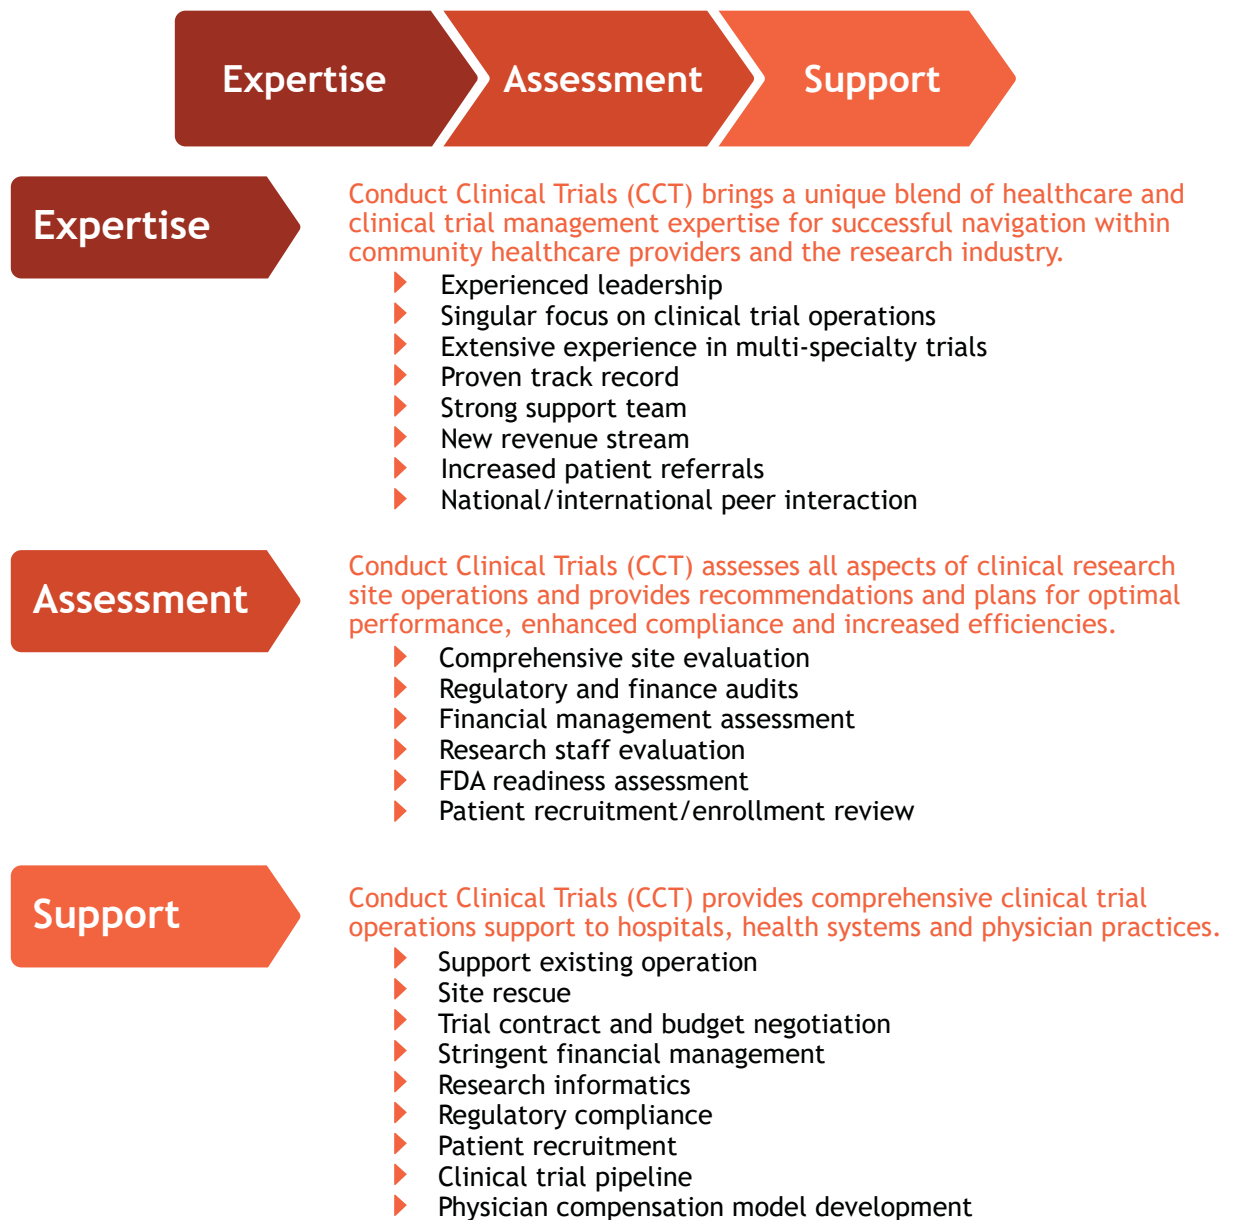 Expertise
Assessment
Support
Expertise
Conduct Clinical Trials (CCT) brings a unique blend of healthcare and
clinical trial management expertise for successful navigation within
community healthcare providers and the research industry.
Experienced leadership
Singular focus on clinical trial operations
Extensive experience in multi-specialty trials
Proven track record
Strong support team
New revenue stream
Increased patient referrals
National/international peer interaction
Assessment
Conduct Clinical Trials (CCT) assesses all aspects of clinical research
site operations and provides recommendations and plans for optimal
performance, enhanced compliance and increased efficiencies.
Comprehensive site evaluation
Regulatory and finance audits
Financial management assessment
Research staff evaluation
FDA readiness assessment
Patient recruitment/enrollment review
Support
Conduct Clinical Trials (CCT) provides comprehensive clinical trial
operations support to hospitals, health systems and physician practices.
Support existing operation
Site rescue
Trial contract and budget negotiation
Stringent financial management
Research informatics
Regulatory compliance
Patient recruitment
Clinical trial pipeline
Physician compensation model development